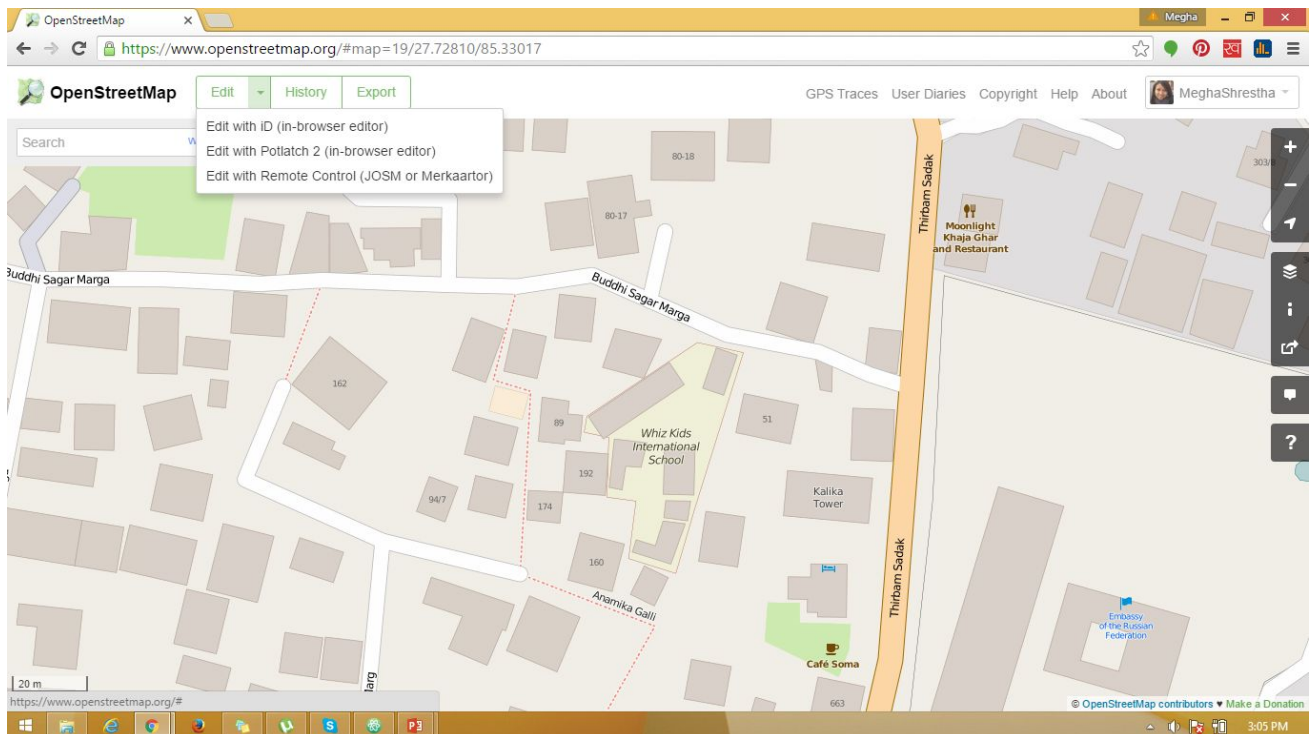 OpenStreetMap
Megha
https://www.openstreetmap.org/#map=19/27.72810/85.33017
OpenStreetMap
Edit
History
Export
GPS Traces
User Diaries
Copyright
Help
About
MeghaShrestha
Search
Edit with iD (in-browser editor)
Edit with Potlatch 2 (in-browser editor)
Edit with Remote Control (JOSM or Merkaartor)
80-18
Thirbam Sadak
80-17
Moonlight
Khaja Ghar
and Restaurant
Buddhi Sagar Marga
Buddhi Sagar Marga
162
89
51
Whiz Kids
International
School
192
94/7
174
Kalika
Tower
160
Thirbam Sadak
Anamika Galli
Embassy
of the Russian
Federation
Café Soma
663
20 m
https://www.openstreetmap.org/#
© OpenStreetMap contributors ♥ Make a Donation
3:05 PM